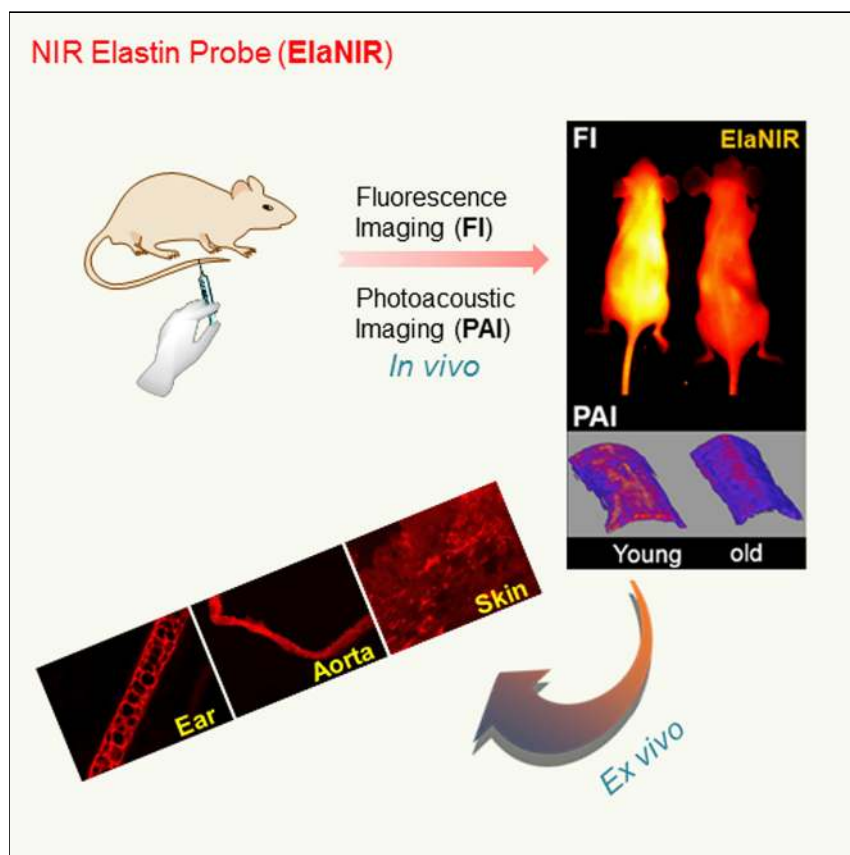 NIR Elastin Probe (ElaNIR)
Fluorescence
Imaging (FI)
Photoacoustic
Imaging (PAI)
In vivo
FI
ElaNIR
PAI
Young
old
Ear
Aorta
Skin
Ex vivo